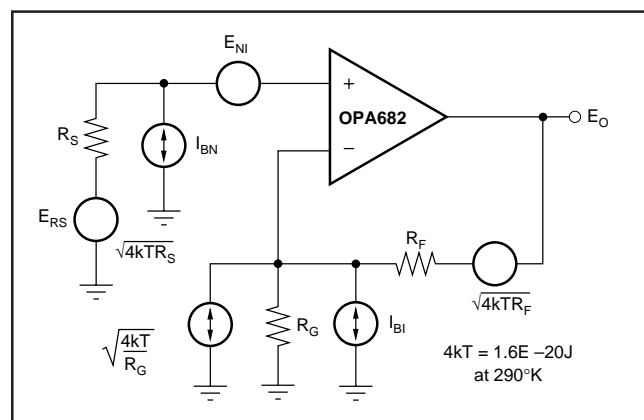 E_NI
+
OPA682
−
E_O
R_S
I_BN
E_RS
√4kTR_S
R_F
√4kTR_F
√4kT/R_G
R_G
I_BI
4kT = 1.6E –20J
at 290°K